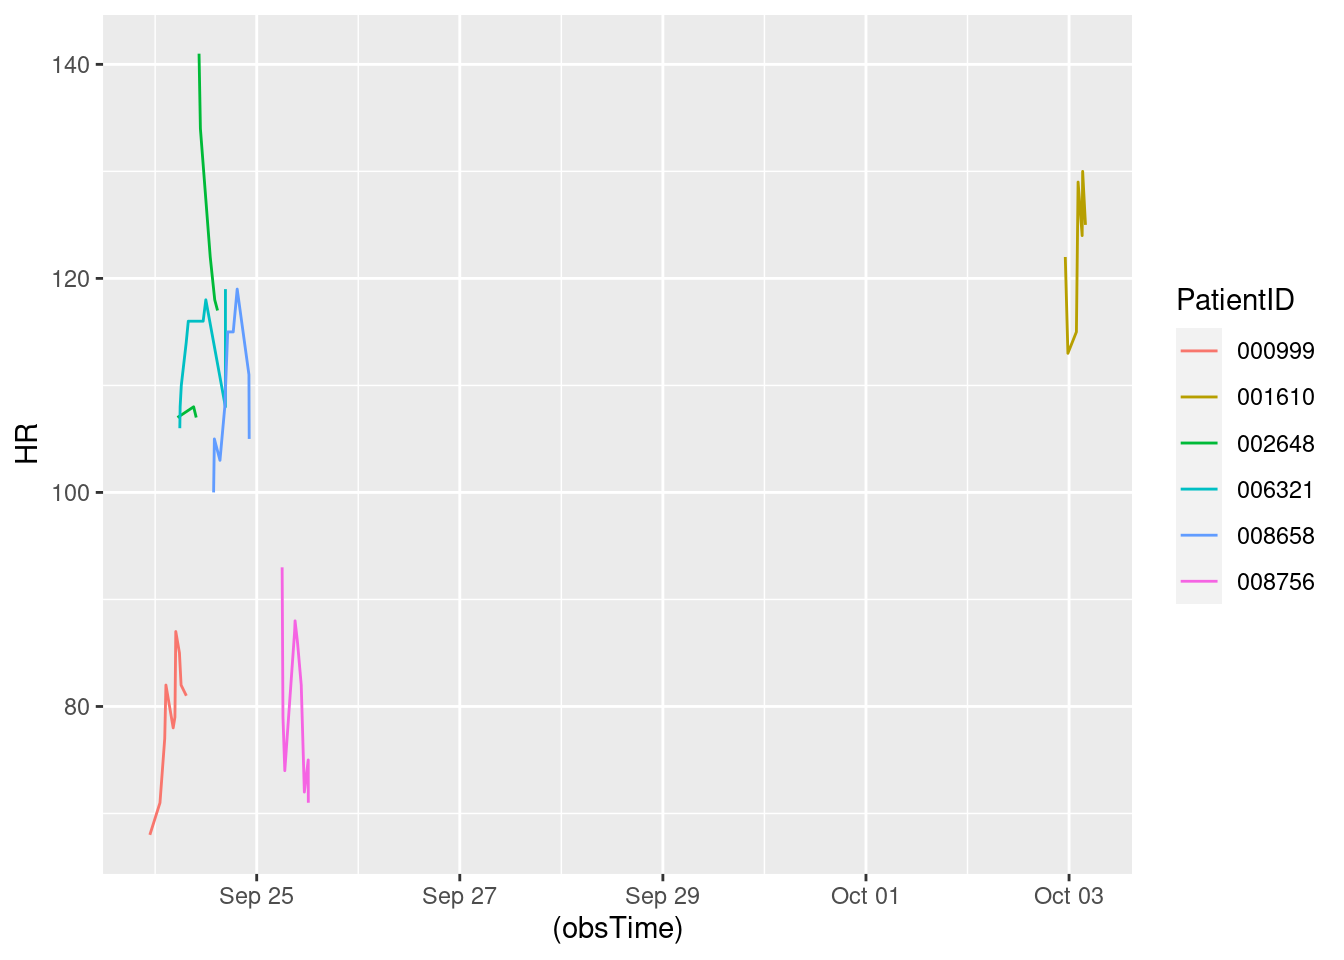 140
120
100
80
HR
Sep 25
Sep 27
Sep 29
Oct 01
Oct 03
(obsTime)
PatientID
000999
001610
002648
006321
008658
008756